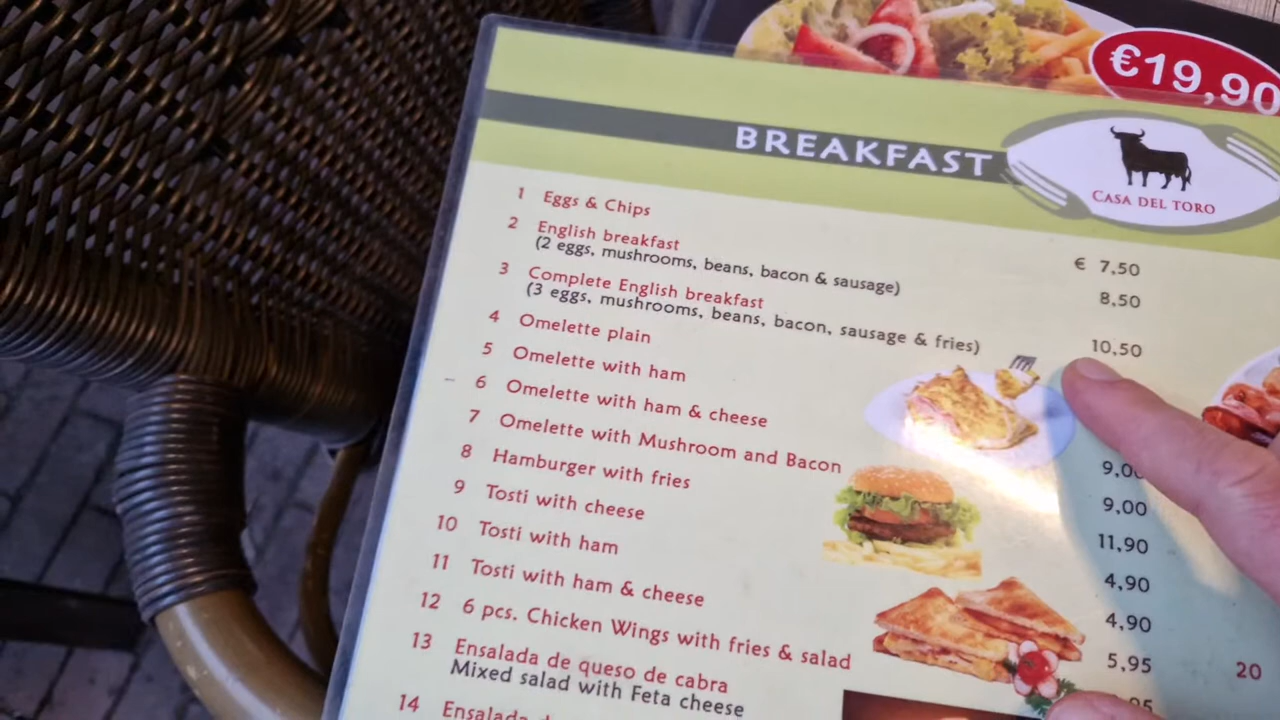 €19,90
BREAKFAST
CASA DEL TORO
1 Eggs & Chips € 7,50
2 English breakfast 8,50
(2 eggs, mushrooms, beans, bacon & sausage)
3 Complete English breakfast 10,50
(3 eggs, mushrooms, beans, bacon, sausage & fries)
4 Omelette plain
5 Omelette with ham
6 Omelette with ham & cheese 9,00
7 Omelette with Mushroom and Bacon 9,00
8 Hamburger with fries 11,90
9 Tosti with cheese 4,90
10 Tosti with ham 4,90
11 Tosti with ham & cheese 5,95
12 6 pcs. Chicken Wings with fries & salad
13 Ensalada de queso de cabra
Mixed salad with Feta cheese
14 Ensalada
20